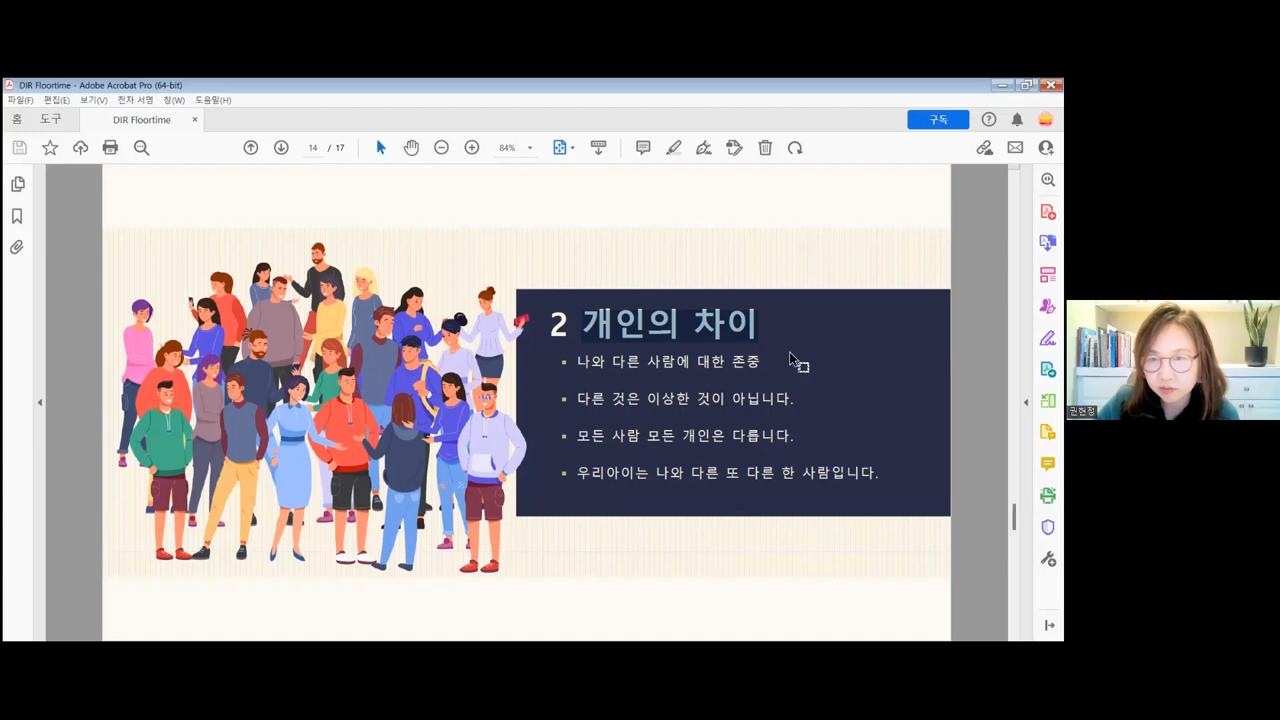 DIR Floortime - Adobe Acrobat Pro (64-bit)
파일(F) 편집(E) 보기(V) 전자 서명 창(W) 도움말(H)
홈 도구 DIR Floortime × 구독
14 / 17 84%
2 개인의 차이
▪ 나와 다른 사람에 대한 존중
▪ 다른 것은 이상한 것이 아닙니다.
▪ 모든 사람 모든 개인은 다릅니다.
▪ 우리아이는 나와 다른 또 다른 한 사람입니다.
권현정